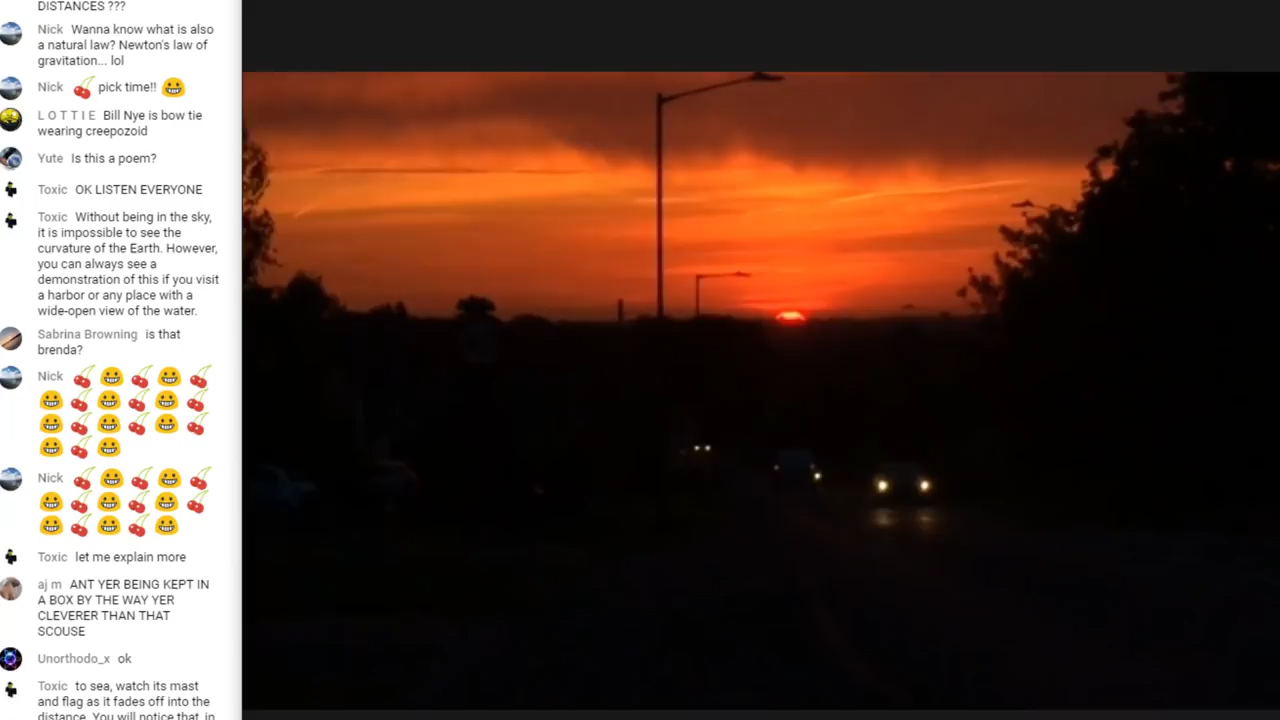 DISTANCES ???
Nick Wanna know what is also
a natural law? Newton's law of
gravitation... lol
Nick 🍒 pick time!! 😀
L O T T I E Bill Nye is bow tie
wearing creepozoid
Yute Is this a poem?
Toxic OK LISTEN EVERYONE
Toxic Without being in the sky,
it is impossible to see the
curvature of the Earth. However,
you can always see a
demonstration of this if you visit
a harbor or any place with a
wide-open view of the water.
Sabrina Browning is that
brenda?
Nick
Nick
Toxic let me explain more
aj m ANT YER BEING KEPT IN
A BOX BY THE WAY YER
CLEVERER THAN THAT
SCOUSE
Unorthodo_x ok
Toxic to sea, watch its mast
and flag as it fades off into the
distance. You will notice that, in